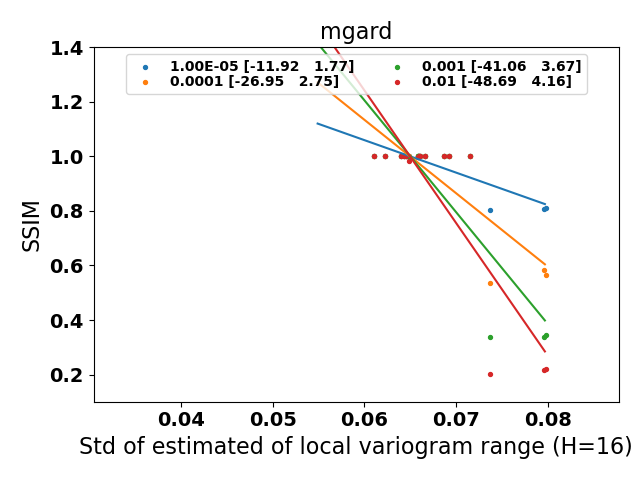 mgard
1.00E-05 [-11.92   1.77]   0.001 [-41.06   3.67]
0.0001 [-26.95   2.75]   0.01 [-48.69   4.16]
1.4
1.2
1.0
0.8
0.6
0.4
0.2
SSIM
0.04 0.05 0.06 0.07 0.08
Std of estimated of local variogram range (H=16)